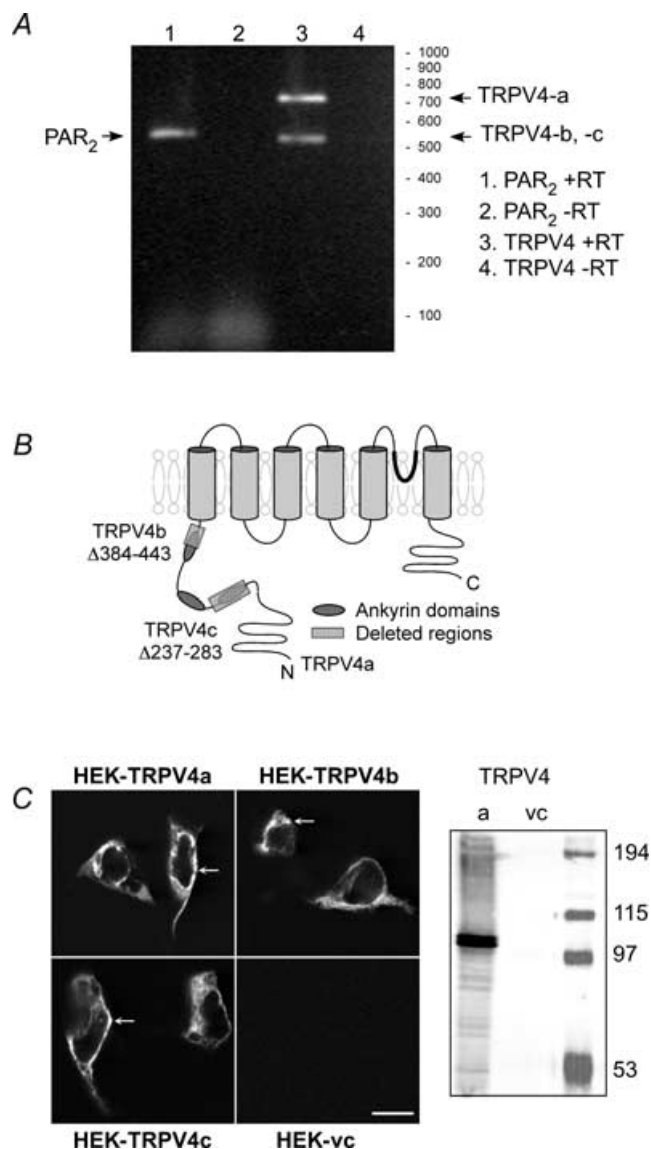 A
1 2 3 4
- 1000
- 900
- 800
- 700
- 600
- 500
- 400
- 300
- 200
- 100
PAR2
TRPV4-a
TRPV4-b, -c
1. PAR2 +RT
2. PAR2 -RT
3. TRPV4 +RT
4. TRPV4 -RT
B
TRPV4b
Δ384-443
TRPV4c
Δ237-283
N
TRPV4a
C
Ankyrin domains
Deleted regions
C
HEK-TRPV4a
HEK-TRPV4b
HEK-TRPV4c
HEK-vc
TRPV4
a vc
194
115
97
53